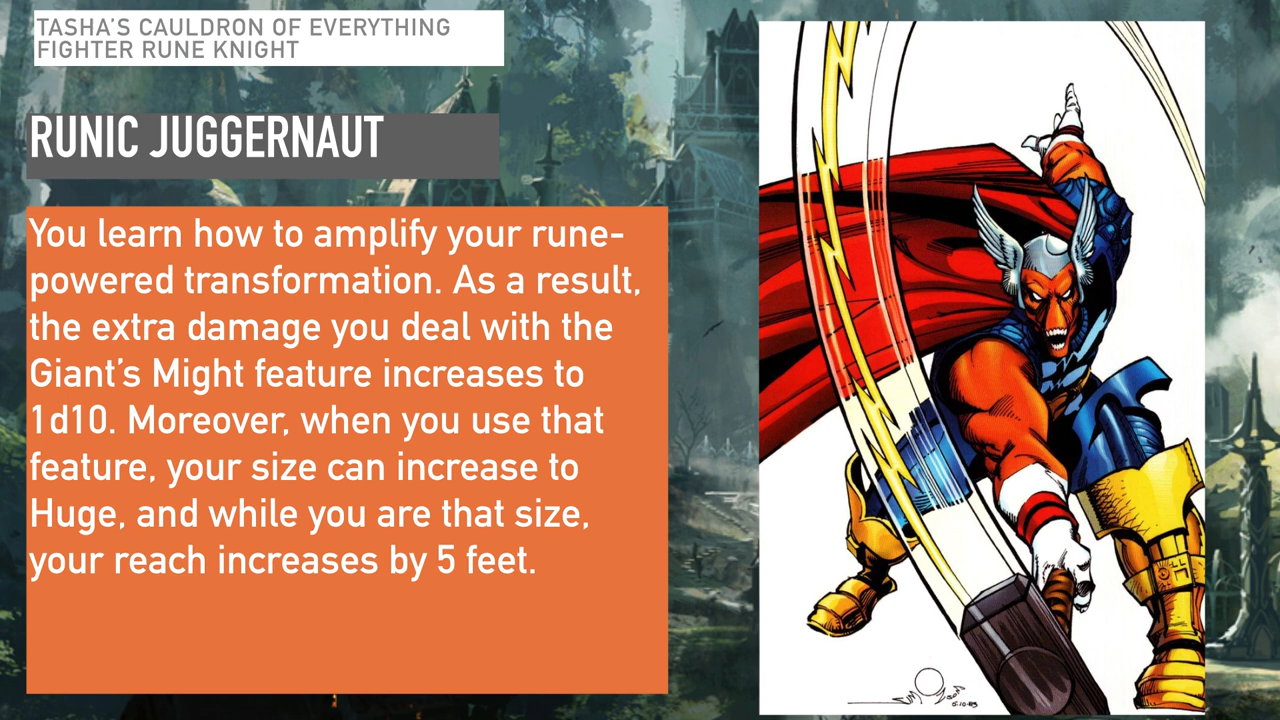 TASHA'S CAULDRON OF EVERYTHING
FIGHTER RUNE KNIGHT
RUNIC JUGGERNAUT
You learn how to amplify your rune-
powered transformation. As a result,
the extra damage you deal with the
Giant's Might feature increases to
1d10. Moreover, when you use that
feature, your size can increase to
Huge, and while you are that size,
your reach increases by 5 feet.